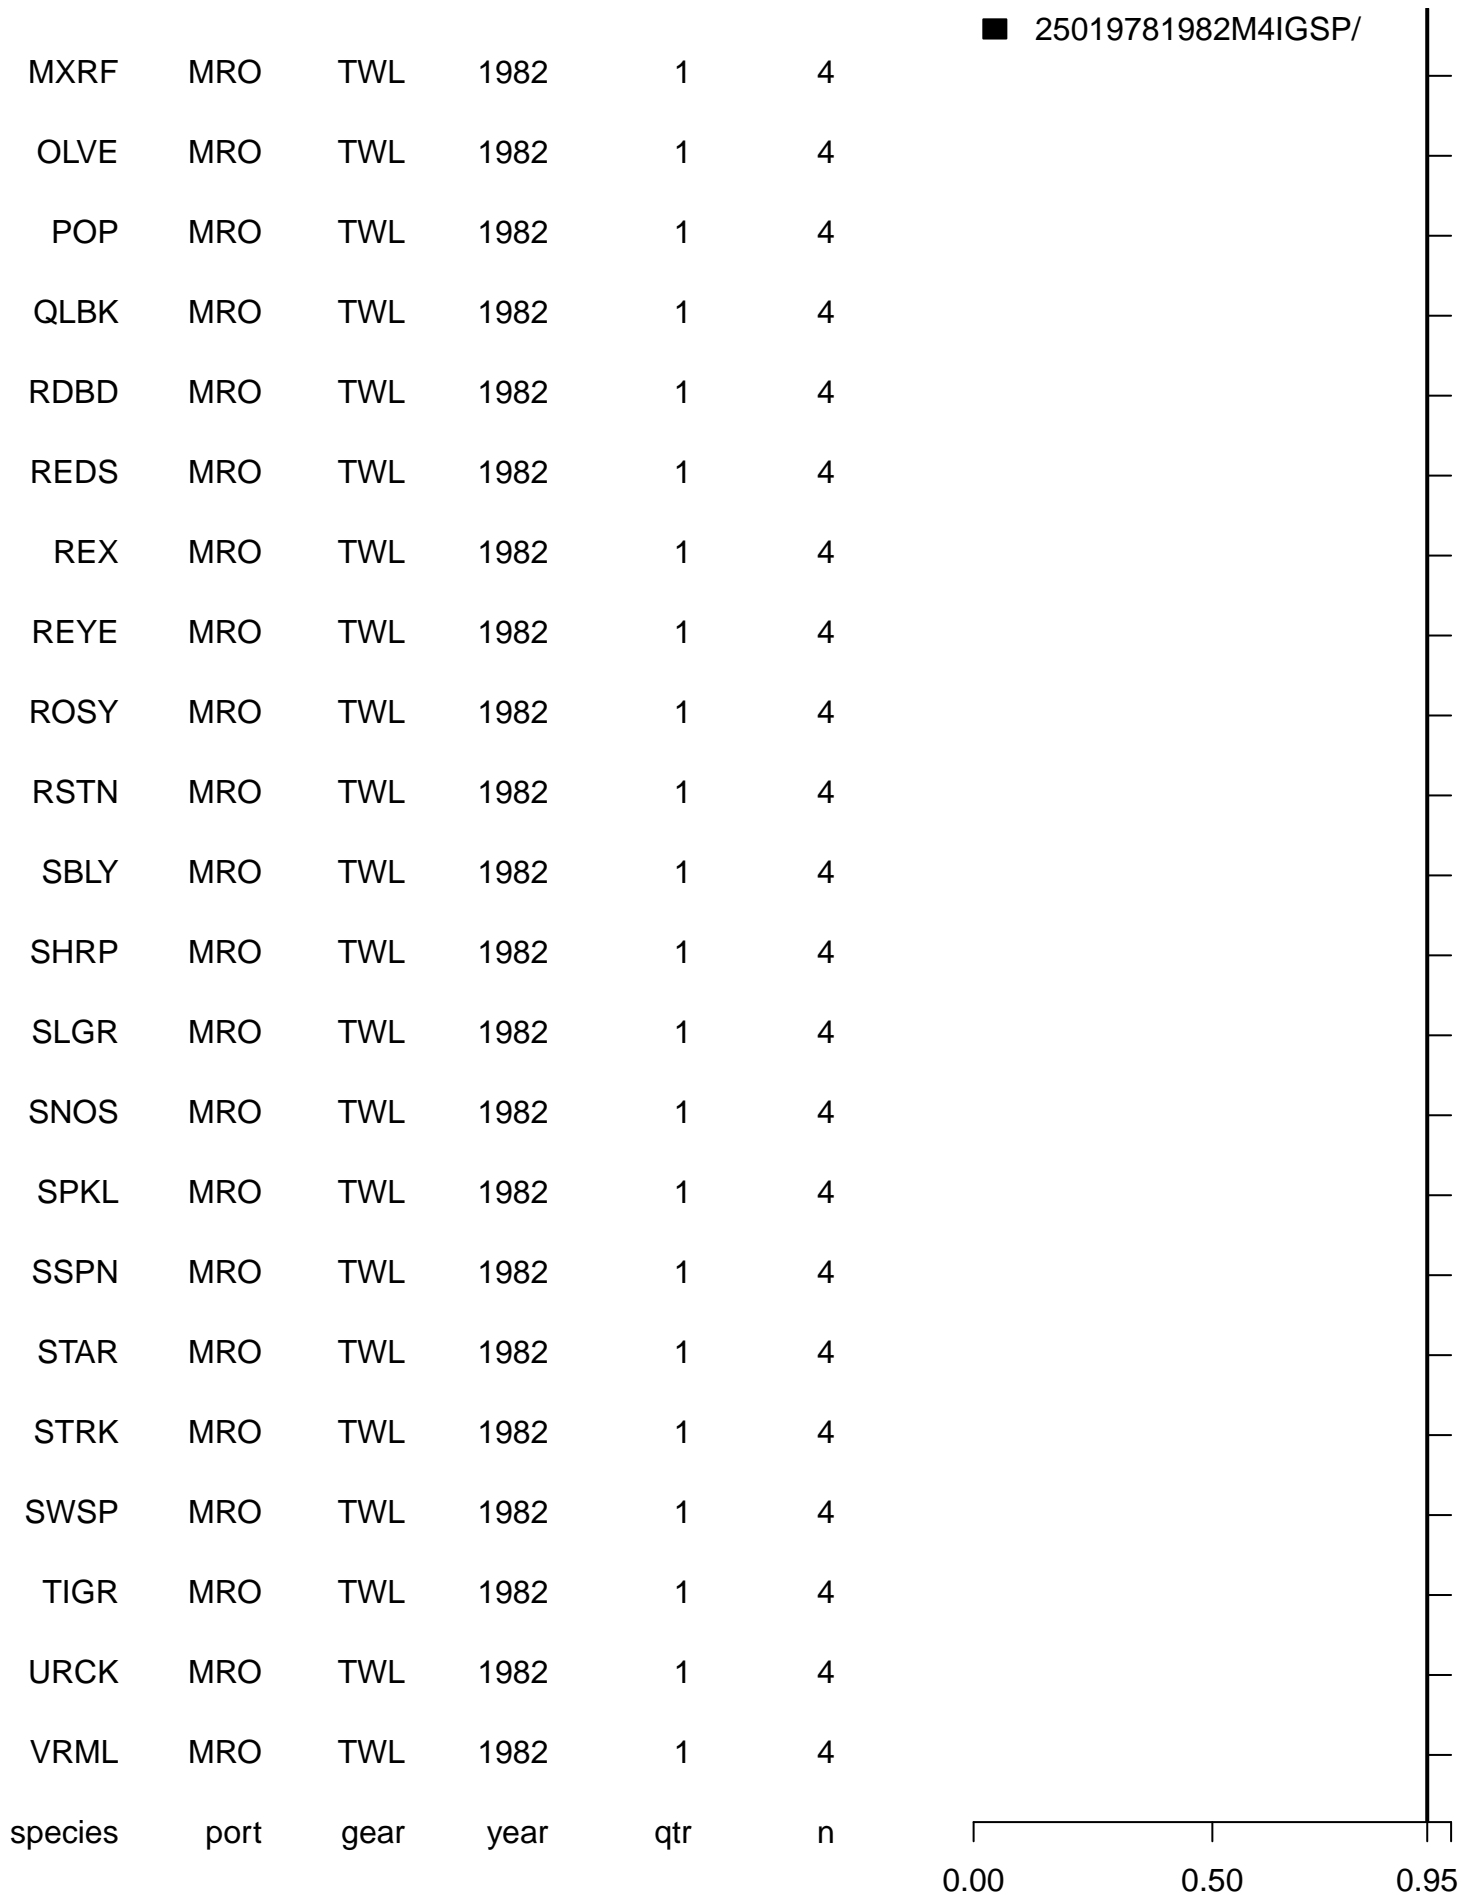 25019781982M4IGSP/
MXRF MRO TWL 1982 1 4
OLVE MRO TWL 1982 1 4
POP MRO TWL 1982 1 4
QLBK MRO TWL 1982 1 4
RDBD MRO TWL 1982 1 4
REDS MRO TWL 1982 1 4
REX MRO TWL 1982 1 4
REYE MRO TWL 1982 1 4
ROSY MRO TWL 1982 1 4
RSTN MRO TWL 1982 1 4
SBLY MRO TWL 1982 1 4
SHRP MRO TWL 1982 1 4
SLGR MRO TWL 1982 1 4
SNOS MRO TWL 1982 1 4
SPKL MRO TWL 1982 1 4
SSPN MRO TWL 1982 1 4
STAR MRO TWL 1982 1 4
STRK MRO TWL 1982 1 4
SWSP MRO TWL 1982 1 4
TIGR MRO TWL 1982 1 4
URCK MRO TWL 1982 1 4
VRML MRO TWL 1982 1 4
species port gear year qtr n
0.00 0.50 0.95